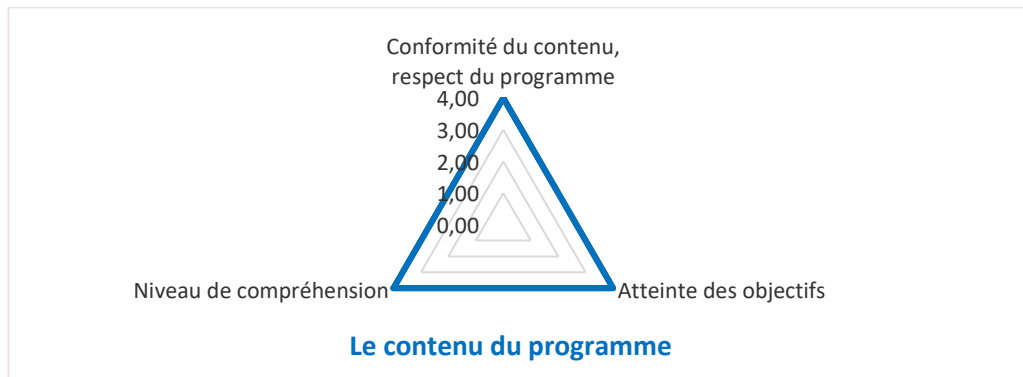 Conformité du contenu,
respect du programme
4,00
3,00
2,00
1,00
0,00
Niveau de compréhension
Atteinte des objectifs
Le contenu du programme